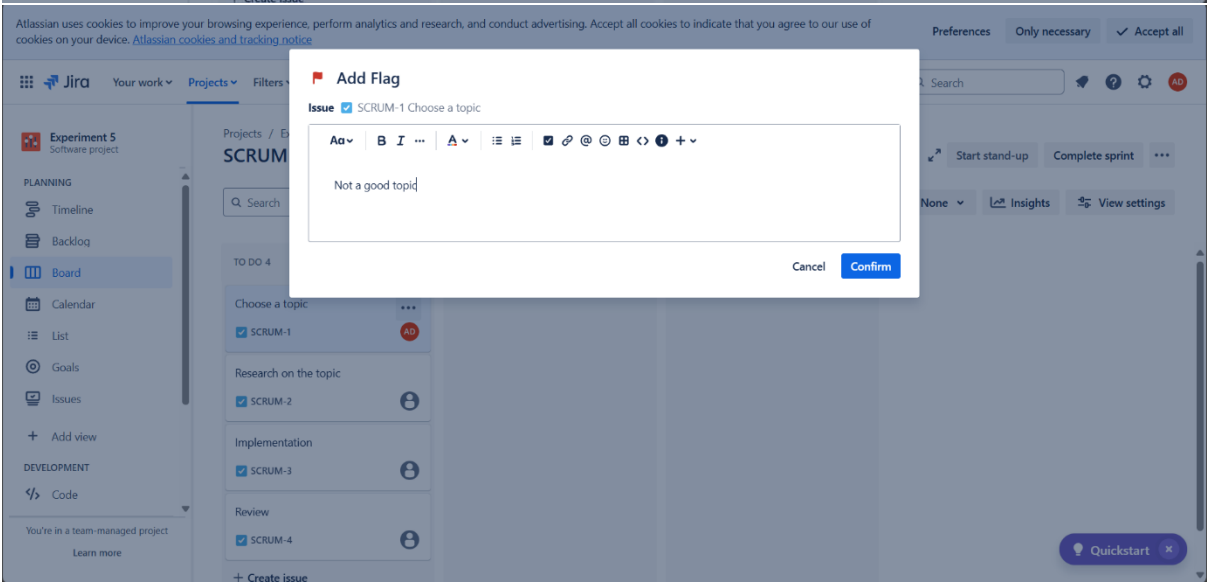 + Create issue
Atlassian uses cookies to improve your browsing experience, perform analytics and research, and conduct advertising. Accept all cookies to indicate that you agree to our use of
cookies on your device. Atlassian cookies and tracking notice
Preferences
Only necessary
Accept all
Jira
Your work
Projects
Filters
Search
AD
Add Flag
Issue SCRUM-1 Choose a topic
Aa B I ... A
Not a good topic
Cancel
Confirm
Experiment 5
Software project
PLANNING
Timeline
Backlog
Board
Calendar
List
Goals
Issues
+ Add view
DEVELOPMENT
Code
You're in a team-managed project
Learn more
Projects /
SCRUM
Search
Start stand-up
Complete sprint
None
Insights
View settings
TO DO 4
Choose a topic
SCRUM-1
AD
Research on the topic
SCRUM-2
Implementation
SCRUM-3
Review
SCRUM-4
+ Create issue
Quickstart